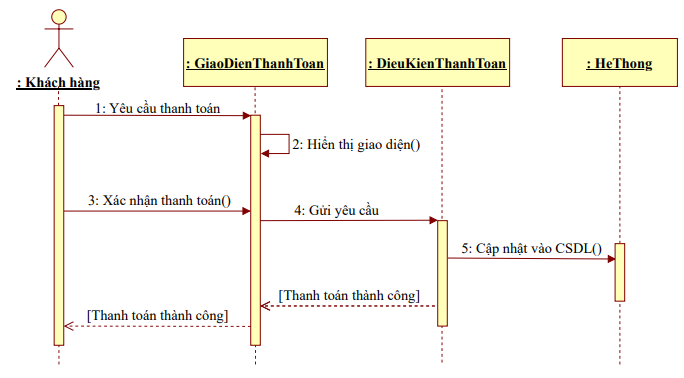 : Khách hàng
: GiaoDienThanhToan
: DieuKienThanhToan
: HeThong
1: Yêu cầu thanh toán
2: Hiển thị giao diện()
3: Xác nhận thanh toán()
4: Gửi yêu cầu
5: Cập nhật vào CSDL()
[Thanh toán thành công]
[Thanh toán thành công]